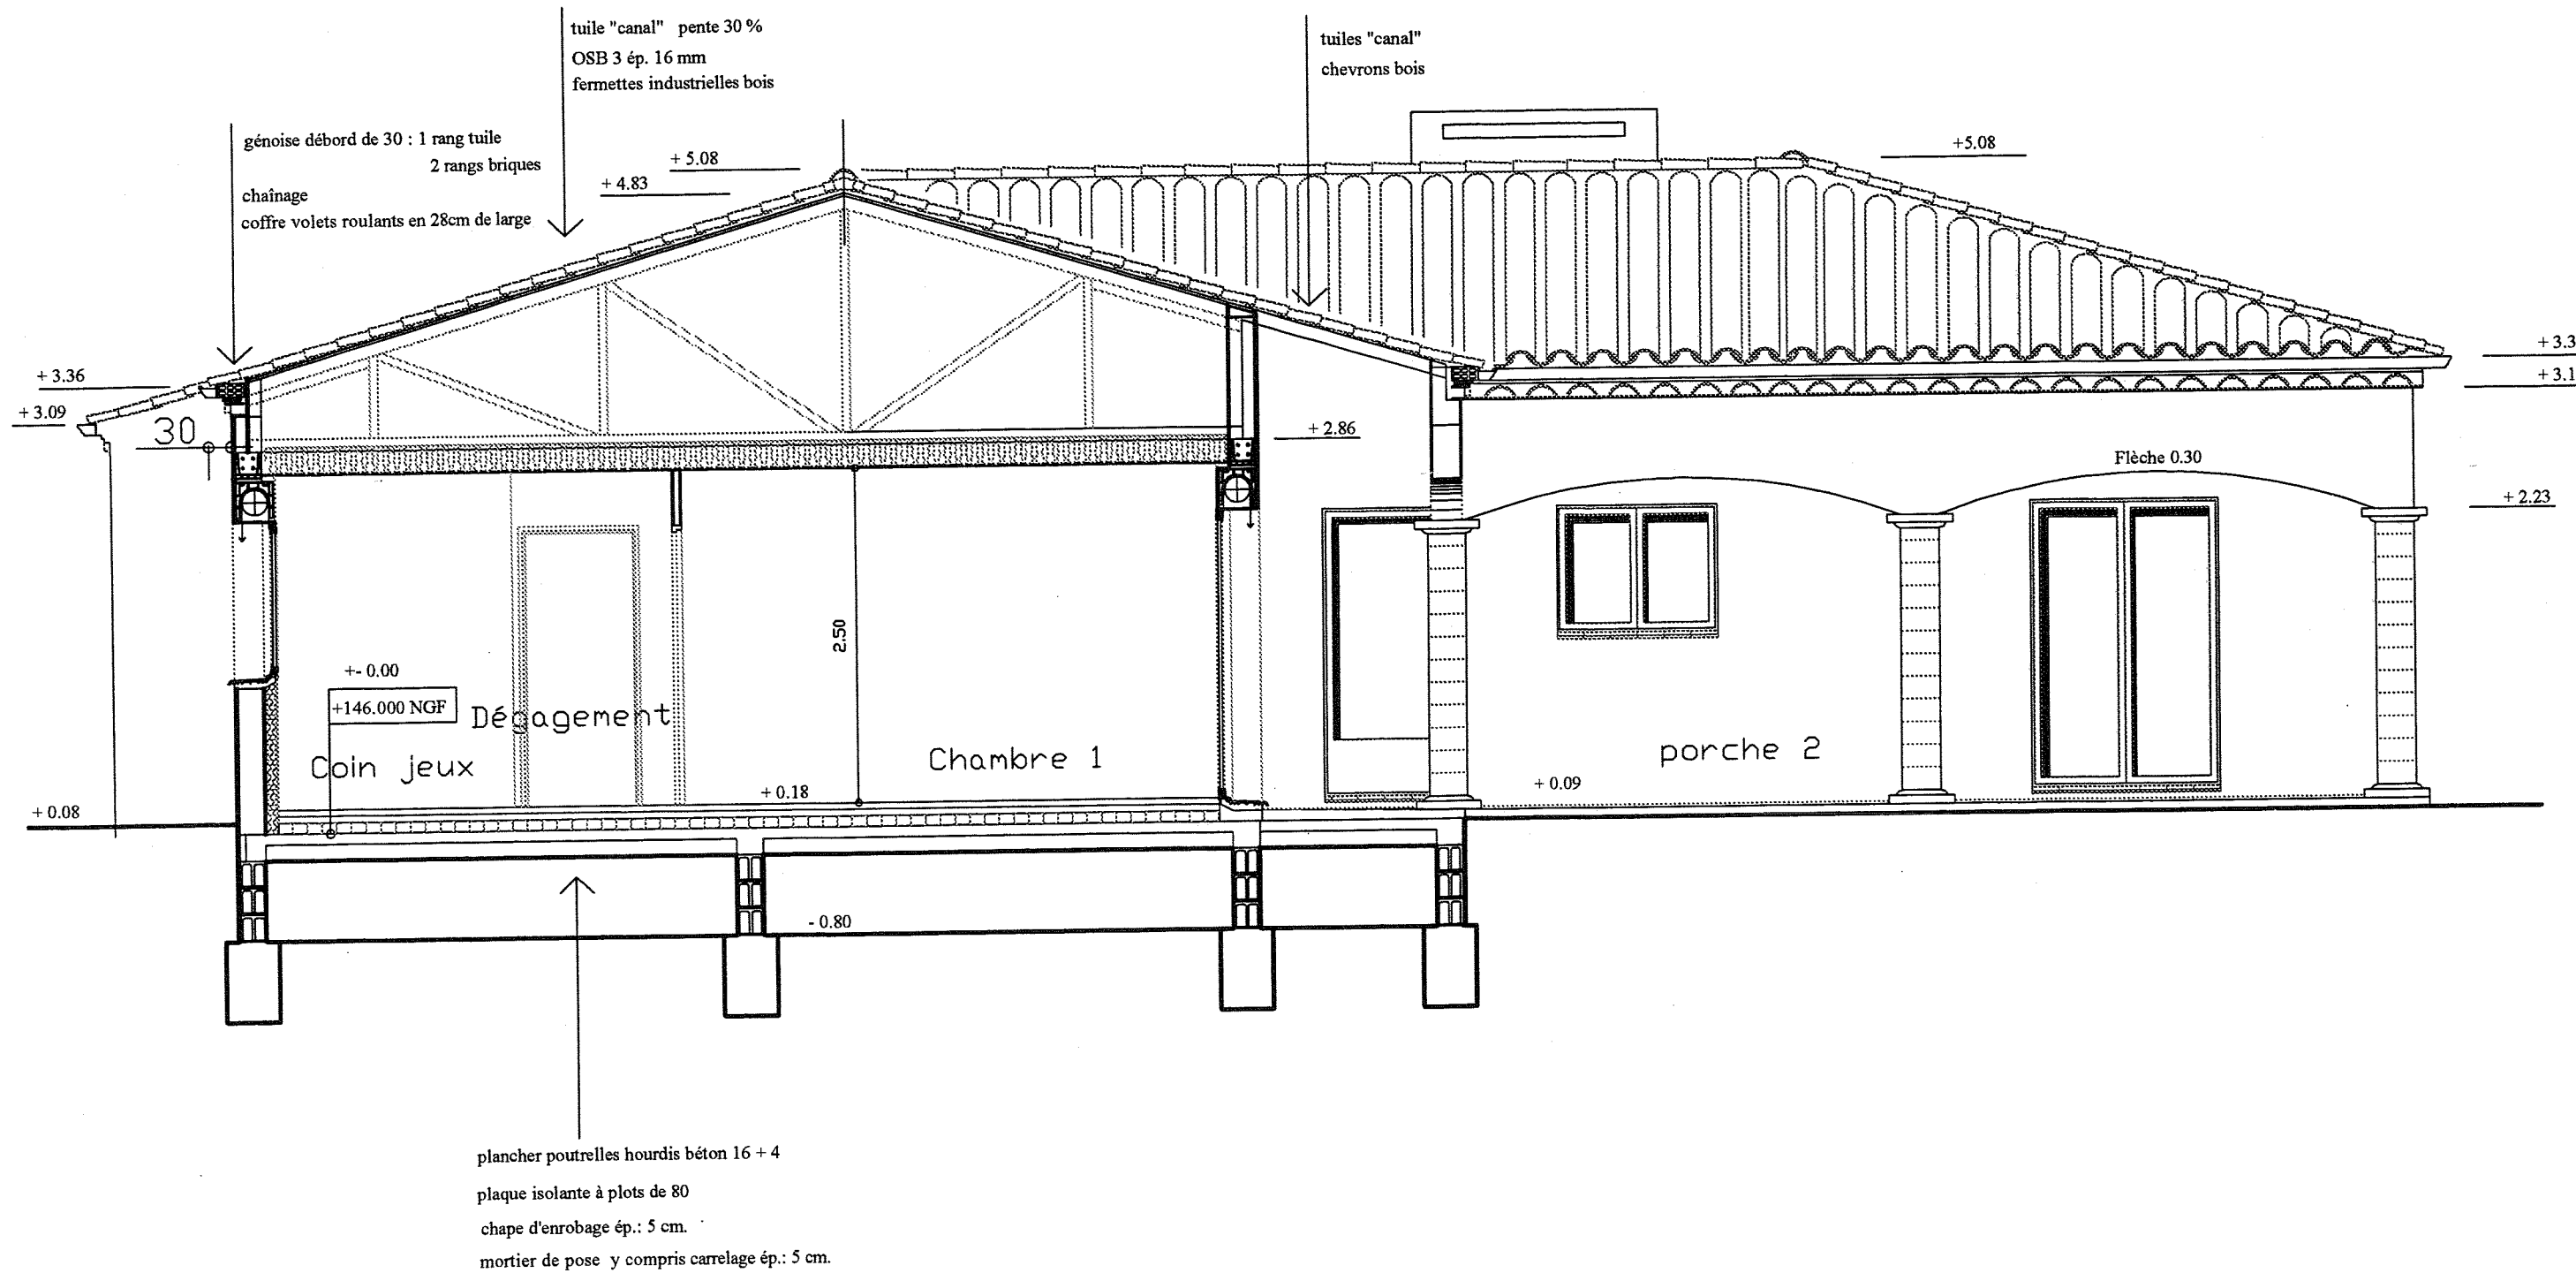 tuile "canal" pente 30 %
OSB 3 ép. 16 mm
fermettes industrielles bois
tuiles "canal"
chevrons bois
génoise débord de 30 : 1 rang tuile
2 rangs briques
chaînage
coffre volets roulants en 28cm de large
+ 5.08
+ 4.83
+5.08
+ 3.36
+ 3.09
30
+ 3.3
+ 3.1
+ 2.86
Flèche 0.30
+ 2.23
2.50
+- 0.00
+146.000 NGF
Dégagement
Coin jeux
Chambre 1
porche 2
+ 0.18
+ 0.09
+ 0.08
- 0.80
plancher poutrelles hourdis béton 16 + 4
plaque isolante à plots de 80
chape d'enrobage ép.: 5 cm.
mortier de pose y compris carrelage ép.: 5 cm.